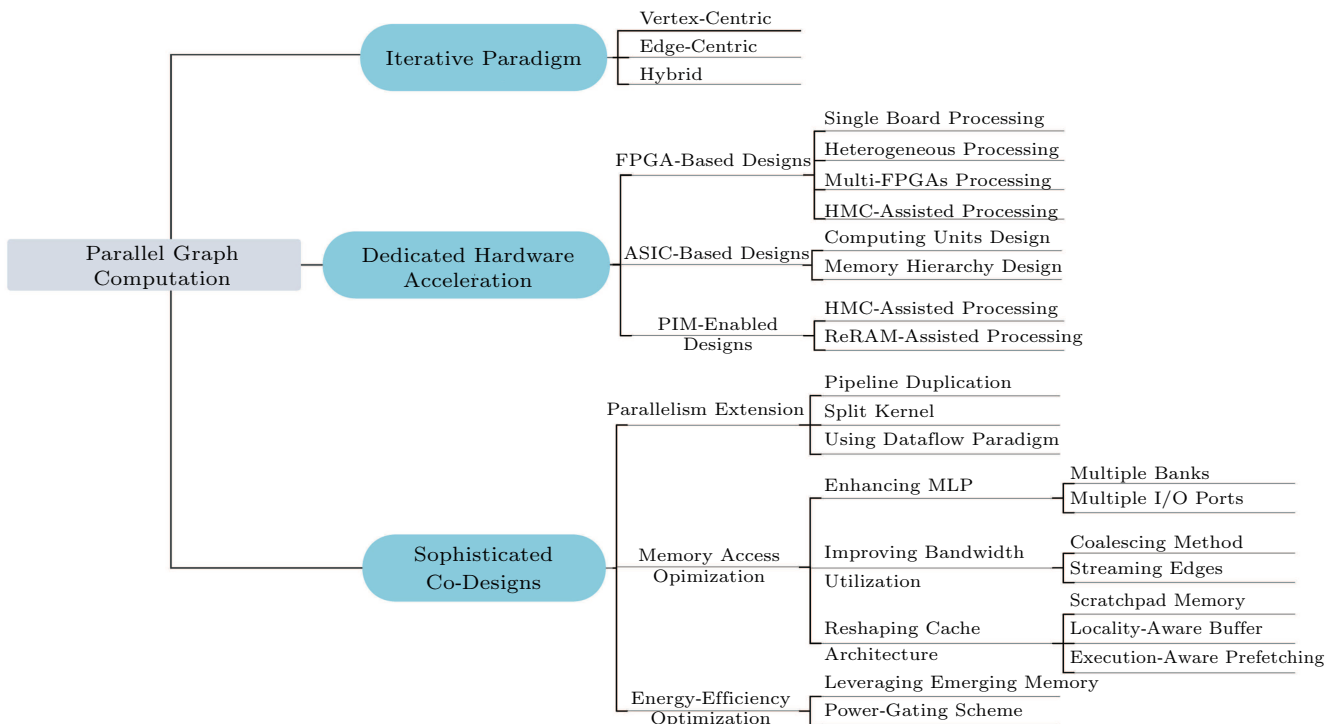 Parallel Graph
Computation
Iterative Paradigm
Vertex-Centric
Edge-Centric
Hybrid
Dedicated Hardware
Acceleration
FPGA-Based Designs
Single Board Processing
Heterogeneous Processing
Multi-FPGAs Processing
HMC-Assisted Processing
ASIC-Based Designs
Computing Units Design
Memory Hierarchy Design
PIM-Enabled
Designs
HMC-Assisted Processing
ReRAM-Assisted Processing
Sophisticated
Co-Designs
Parallelism Extension
Pipeline Duplication
Split Kernel
Using Dataflow Paradigm
Memory Access
Opimization
Enhancing MLP
Multiple Banks
Multiple I/O Ports
Improving Bandwidth
Utilization
Coalescing Method
Streaming Edges
Reshaping Cache
Architecture
Scratchpad Memory
Locality-Aware Buffer
Execution-Aware Prefetching
Energy-Efficiency
Optimization
Leveraging Emerging Memory
Power-Gating Scheme